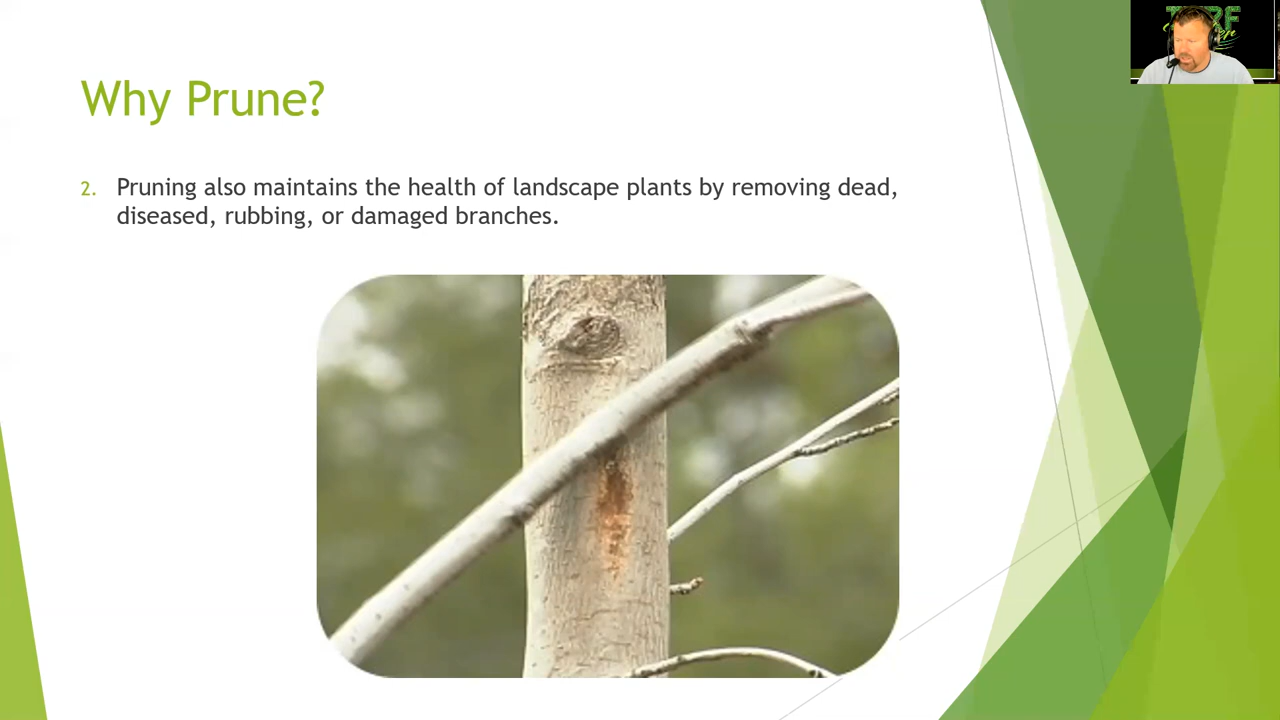 Why Prune?
2. Pruning also maintains the health of landscape plants by removing dead,
diseased, rubbing, or damaged branches.